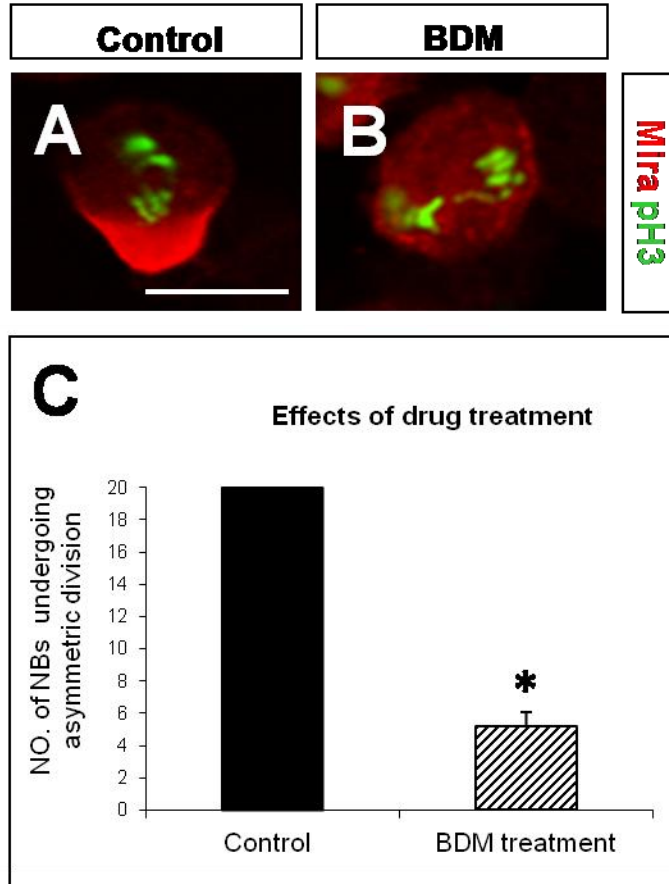 Control
BDM
A
B
Mira pH3
C
Effects of drug treatment
NO. of NBs undergoing
asymmetric division
20
18
16
14
12
10
8
6
4
2
0
*
Control
BDM treatment